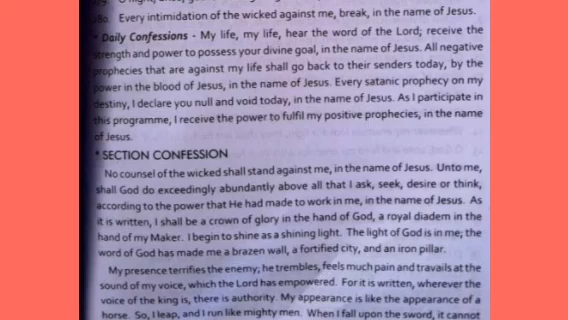 80. Every intimidation of the wicked against me, break, in the name of Jesus.
* Daily Confessions - My life, my life, hear the word of the Lord; receive the
strength and power to possess your divine goal, in the name of Jesus. All negative
prophecies that are against my life shall go back to their senders today, by the
power in the blood of Jesus, in the name of Jesus. Every satanic prophecy on my
destiny, I declare you null and void today, in the name of Jesus. As I participate in
this programme, I receive the power to fulfil my positive prophecies, in the name
of Jesus.
* SECTION CONFESSION
No counsel of the wicked shall stand against me, in the name of Jesus. Unto me,
shall God do exceedingly abundantly above all that I ask, seek, desire or think,
according to the power that He had made to work in me, in the name of Jesus. As
it is written, I shall be a crown of glory in the hand of God, a royal diadem in the
hand of my Maker. I begin to shine as a shining light. The light of God is in me; the
word of God has made me a brazen wall, a fortified city, and an iron pillar.
My presence terrifies the enemy; he trembles, feels much pain and travails at the
sound of my voice, which the Lord has empowered. For it is written, wherever the
voice of the king is, there is authority. My appearance is like the appearance of a
horse. So, I leap, and I run like mighty men. When I fall upon the sword, it cannot